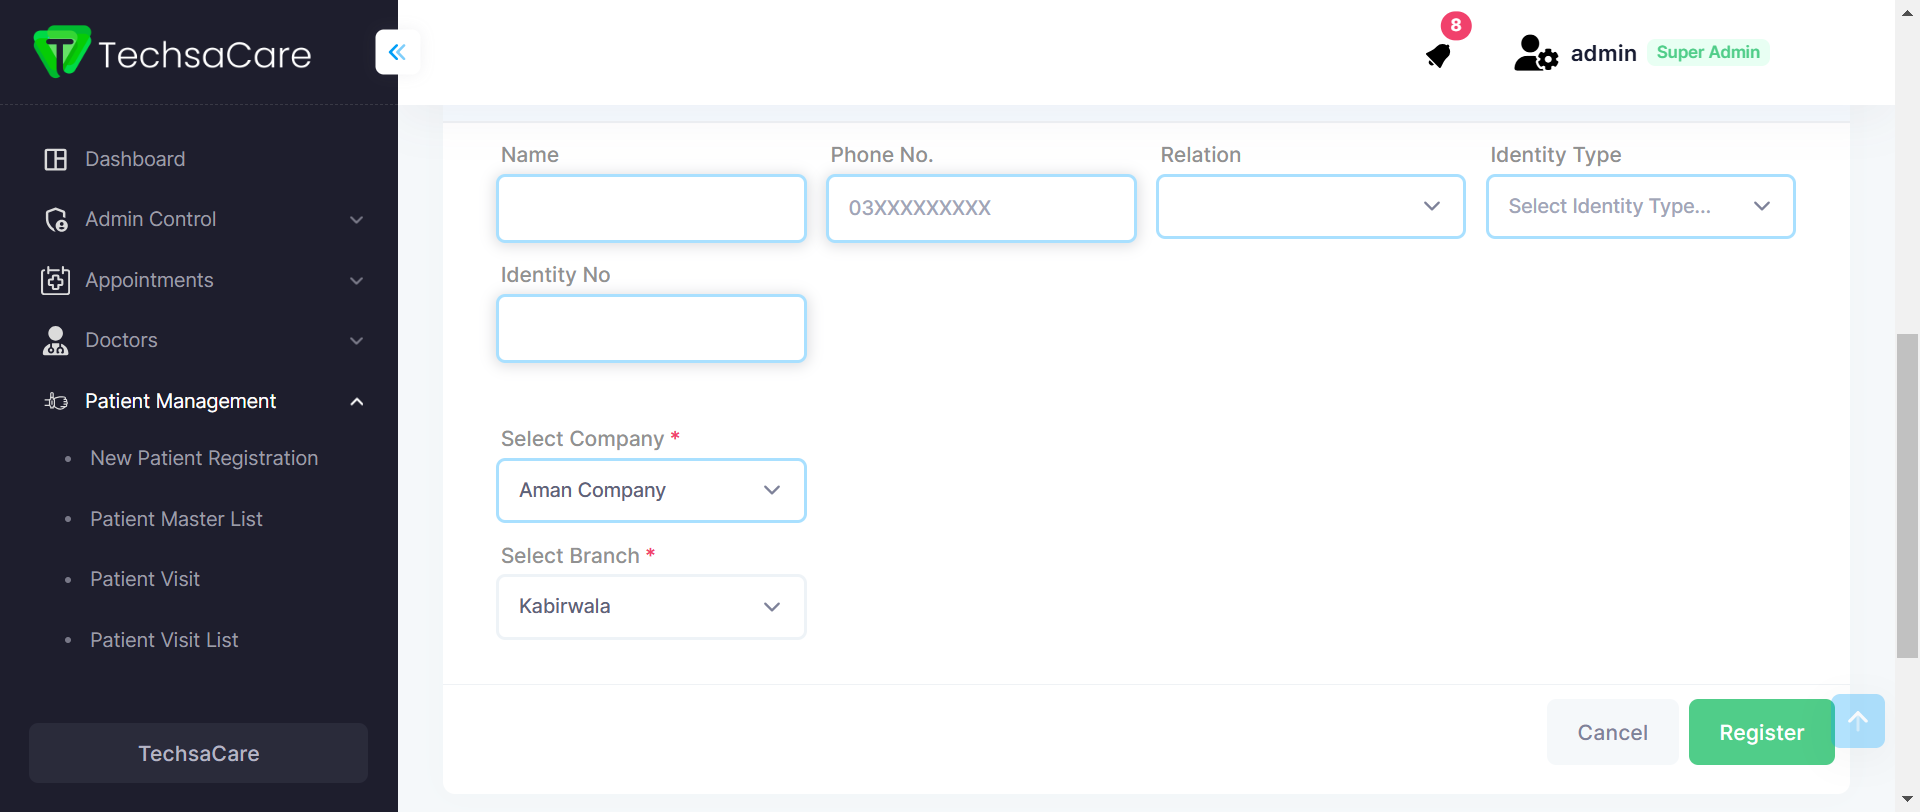 TechsaCare
8
admin
Super Admin
Dashboard
Admin Control
Appointments
Doctors
Patient Management
New Patient Registration
Patient Master List
Patient Visit
Patient Visit List
TechsaCare
Name
Phone No.
Relation
Identity Type
03XXXXXXXXX
Select Identity Type...
Identity No
Select Company *
Aman Company
Select Branch *
Kabirwala
Cancel
Register